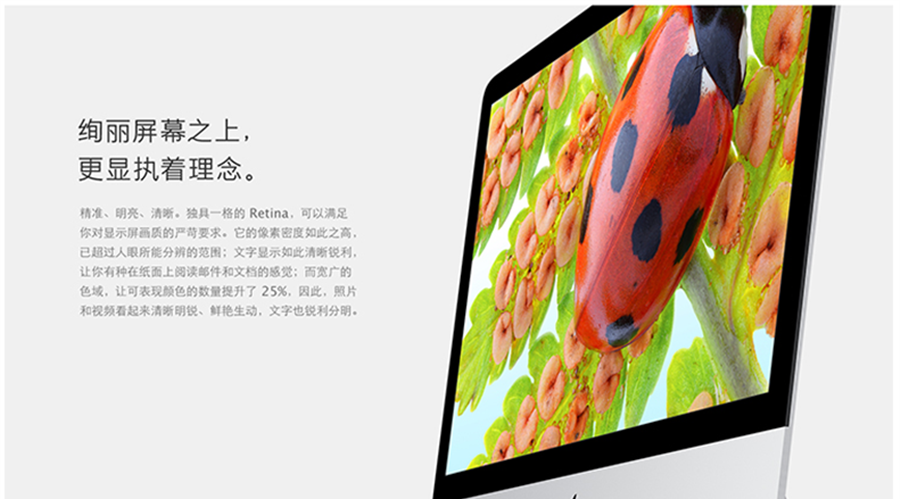 绚丽屏幕之上，
更显执着理念。
精准、明亮、清晰。独具一格的 Retina，可以满足
你对显示屏画质的严苛要求。它的像素密度如此之高，
已超过人眼所能分辨的范围；文字显示如此清晰锐利，
让你有种在纸面上阅读邮件和文档的感觉；而宽广的
色域，让可表现颜色的数量提升了 25%，因此，照片
和视频看起来清晰明锐、鲜艳生动，文字也锐利分明。